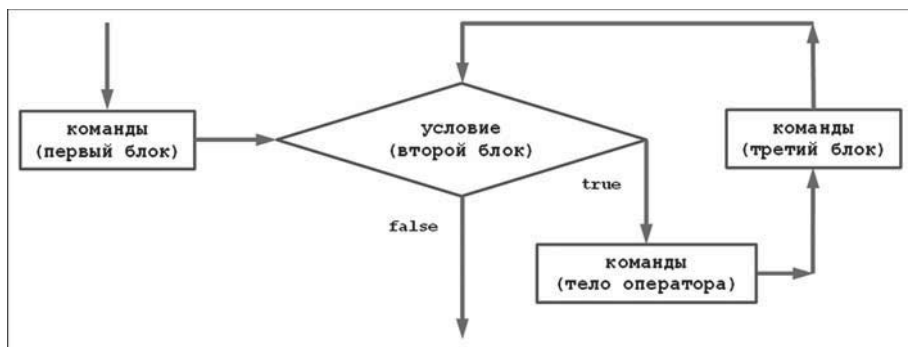 команды
(первый блок)
условие
(второй блок)
команды
(третий блок)
true
false
команды
(тело оператора)